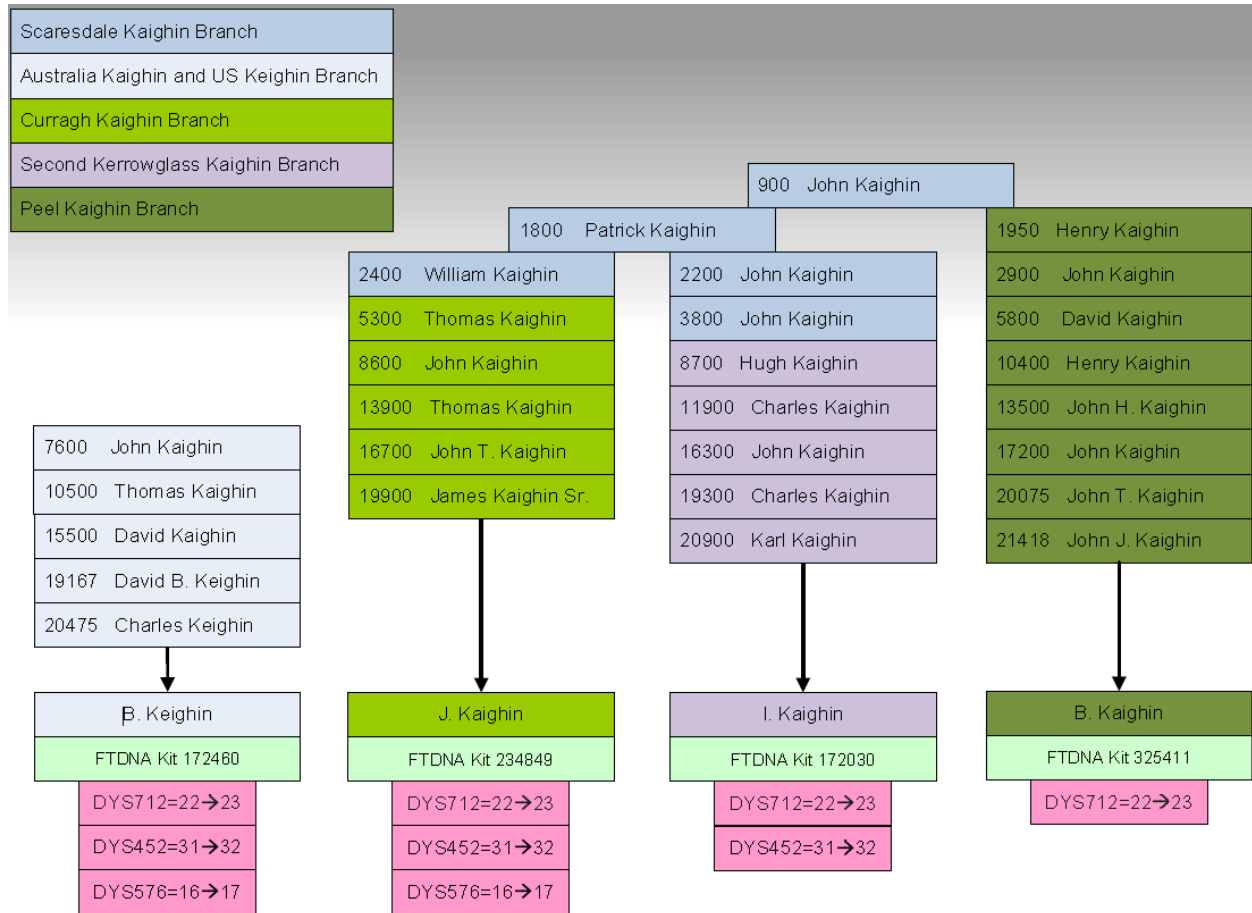 Scaresdale Kaighin Branch
Australia Kaighin and US Keighin Branch
Curragh Kaighin Branch
Second Kerrowglass Kaighin Branch
Peel Kaighin Branch
900 John Kaighin
1800 Patrick Kaighin
1950 Henry Kaighin
2400 William Kaighin
2200 John Kaighin
2900 John Kaighin
5300 Thomas Kaighin
3800 John Kaighin
5800 David Kaighin
8600 John Kaighin
8700 Hugh Kaighin
10400 Henry Kaighin
13900 Thomas Kaighin
11900 Charles Kaighin
13500 John H. Kaighin
7600 John Kaighin
16700 John T. Kaighin
16300 John Kaighin
17200 John Kaighin
10500 Thomas Kaighin
19900 James Kaighin Sr.
19300 Charles Kaighin
20075 John T. Kaighin
15500 David Kaighin
20900 Karl Kaighin
21418 John J. Kaighin
19167 David B. Keighin
20475 Charles Keighin
B. Keighin
J. Kaighin
I. Kaighin
B. Kaighin
FTDNA Kit 172460
FTDNA Kit 234849
FTDNA Kit 172030
FTDNA Kit 325411
DYS712=22→23
DYS712=22→23
DYS712=22→23
DYS712=22→23
DYS452=31→32
DYS452=31→32
DYS452=31→32
DYS576=16→17
DYS576=16→17